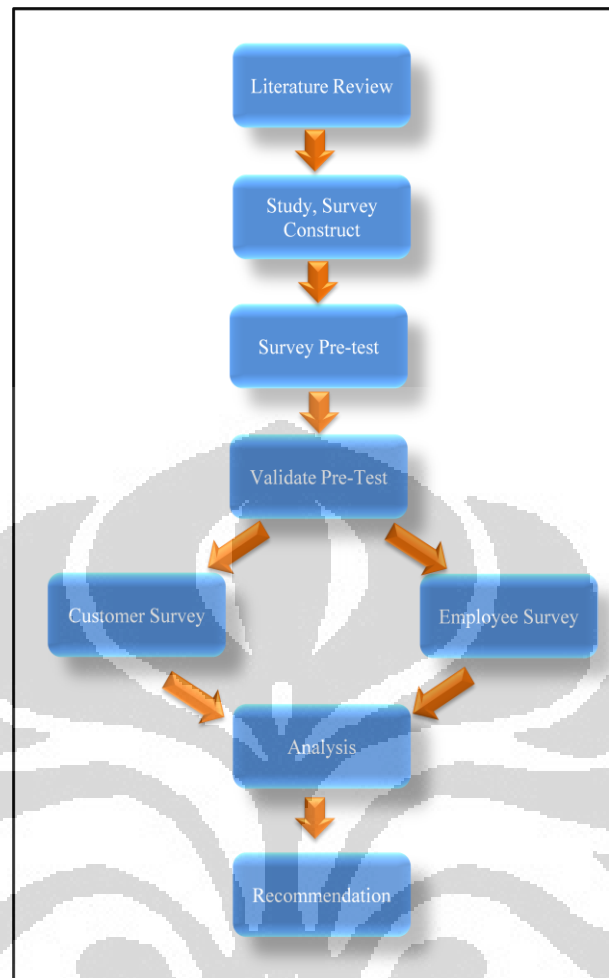 Literature Review
Study, Survey
Construct
Survey Pre-test
Validate Pre-Test
Customer Survey
Employee Survey
Analysis
Recommendation